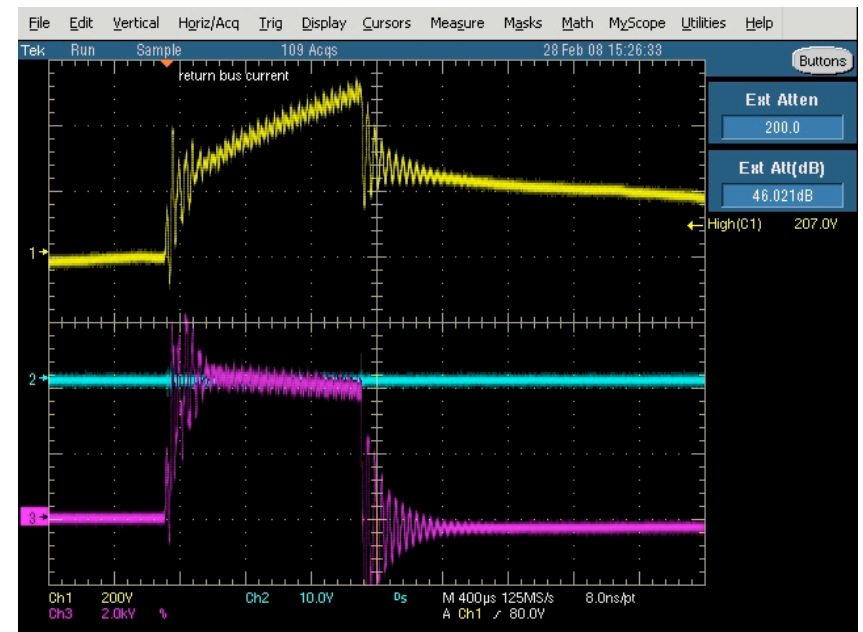 File Edit Vertical Horiz/Acq Trig Display Cursors Measure Masks Math MyScope Utilities Help
Tek Run Sample 109 Acqs 28 Feb 08 15:26:33
Buttons
return bus current
Ext Atten
200.0
Ext Att(dB)
46.021dB
High(C1) 207.0V
1
2
3
Ch1 200V Ch2 10.0V M 400µs 125MS/s 8.0ns/pt
Ch3 2.0kV A Ch1 80.0V